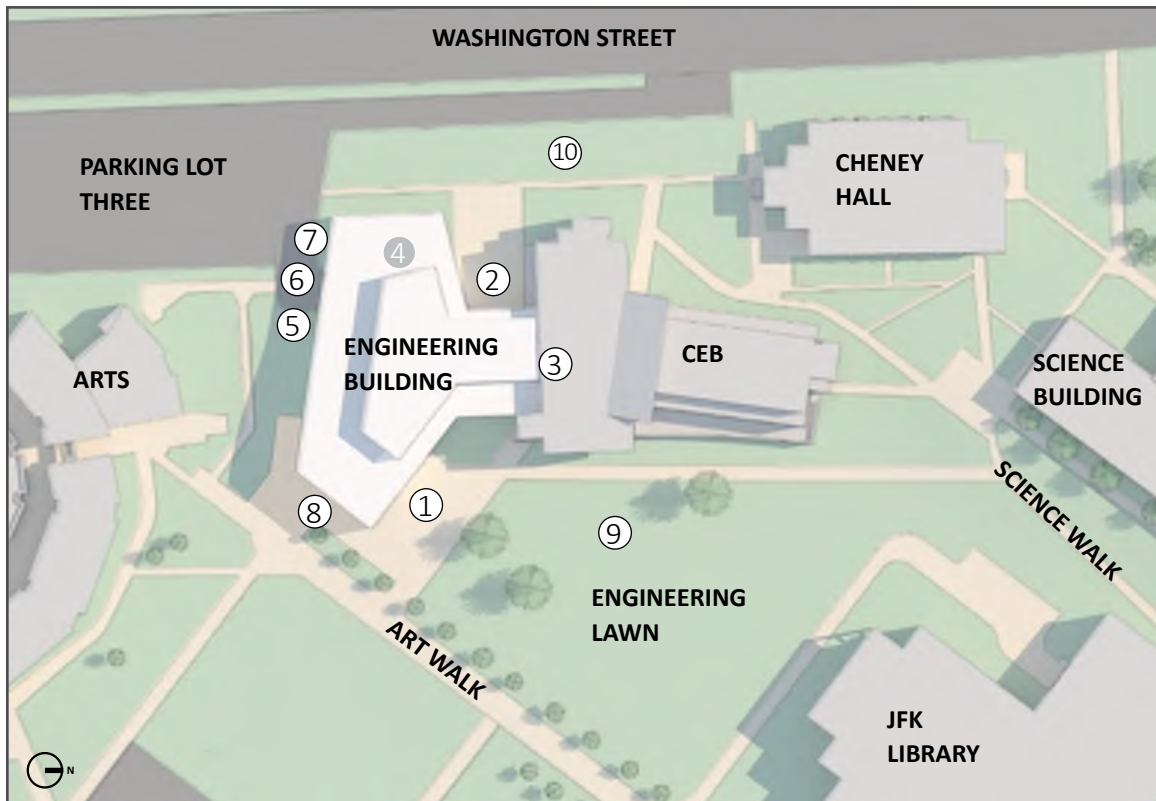 WASHINGTON STREET
10
PARKING LOT
THREE
CHENEY
HALL
7
4
6
2
5
ENGINEERING
BUILDING
3
CEB
ARTS
SCIENCE
BUILDING
8
1
9
SCIENCE WALK
ENGINEERING
LAWN
ART WALK
JFK
LIBRARY
N